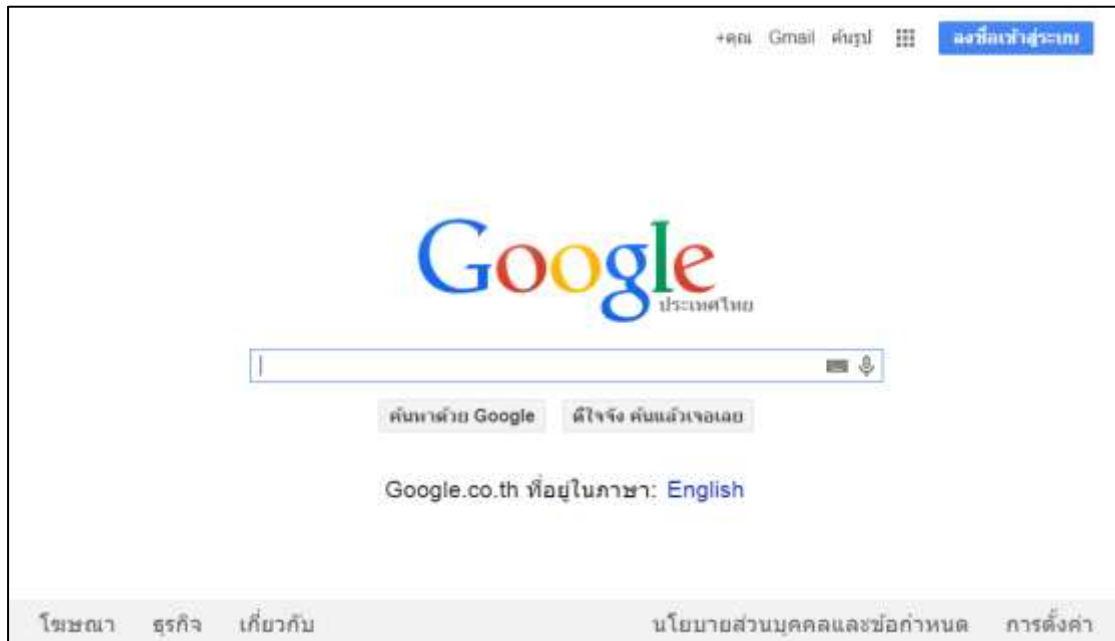 +คุณ Gmail ค้นรูป ลงชื่อเข้าสู่ระบบ
Google
ประเทศไทย
ค้นหาด้วย Google ดีใจจัง ค้นแล้วเจอเลย
Google.co.th ที่อยู่ในภาษา: English
โฆษณา ธุรกิจ เกี่ยวกับ นโยบายส่วนบุคคลและข้อกำหนด การตั้งค่า